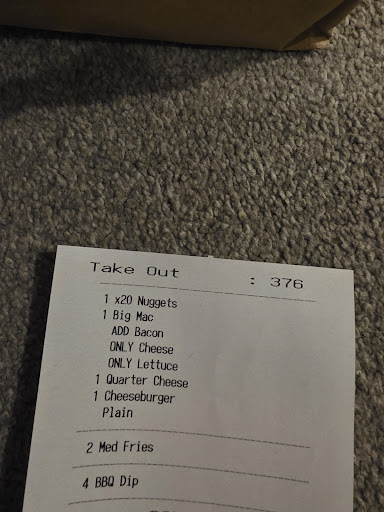 Take Out : 376
1 x20 Nuggets
1 Big Mac
ADD Bacon
ONLY Cheese
ONLY Lettuce
1 Quarter Cheese
1 Cheeseburger
Plain
2 Med Fries
4 BBQ Dip